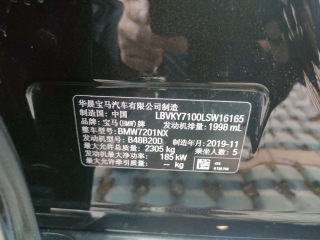 华晨宝马汽车有限公司制造
制造国：中国 LBVKY7100LSW16165
品牌：宝马(BMW)牌 发动机排量：1998 mL
整车型号：BMW7201NX
发动机型号：B48B20D 制造年月：2019-11
最大允许总质量：2305 kg 乘坐人数：5
发动机最大净功率：185 kW
最大允许牵引质量：－ kg